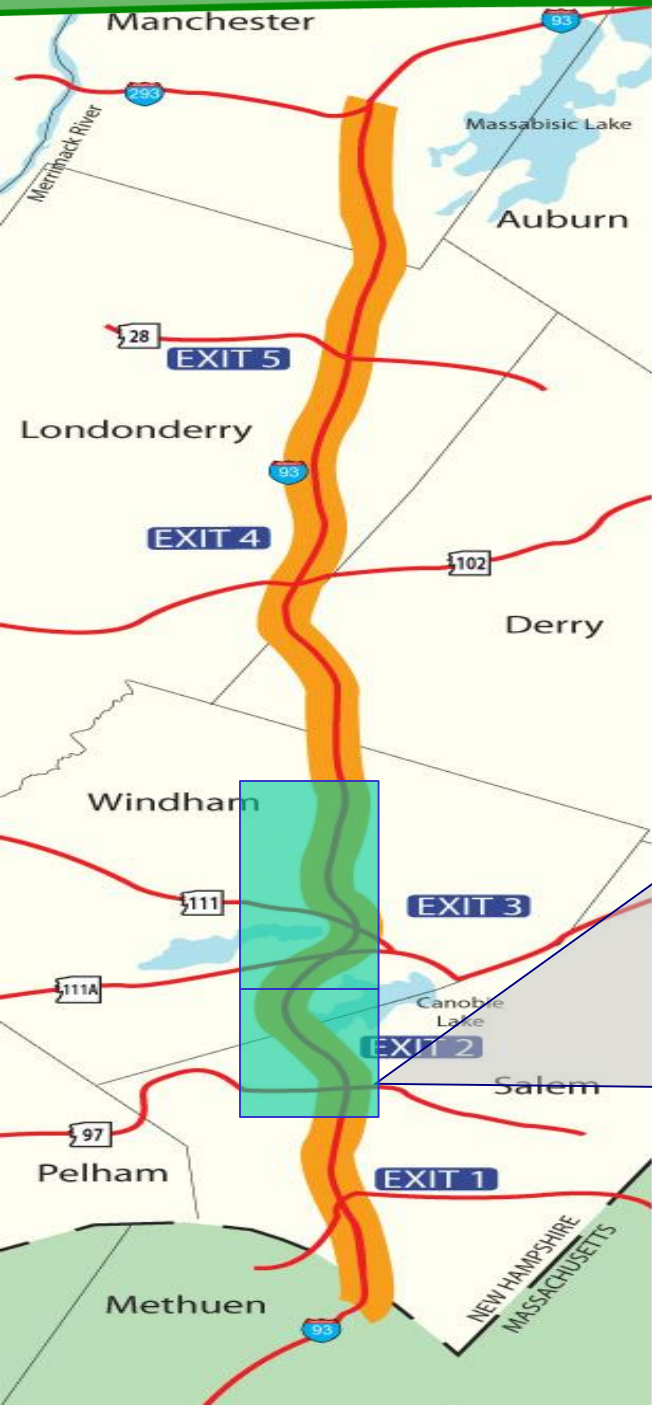 Manchester
93
293
Merrimack River
Massabisic Lake
Auburn
28
EXIT 5
Londonderry
93
EXIT 4
102
Derry
Windham
111
EXIT 3
111A
Canobie
Lake
EXIT 2
Salem
97
Pelham
EXIT 1
NEW HAMPSHIRE
MASSACHUSETTS
Methuen
93